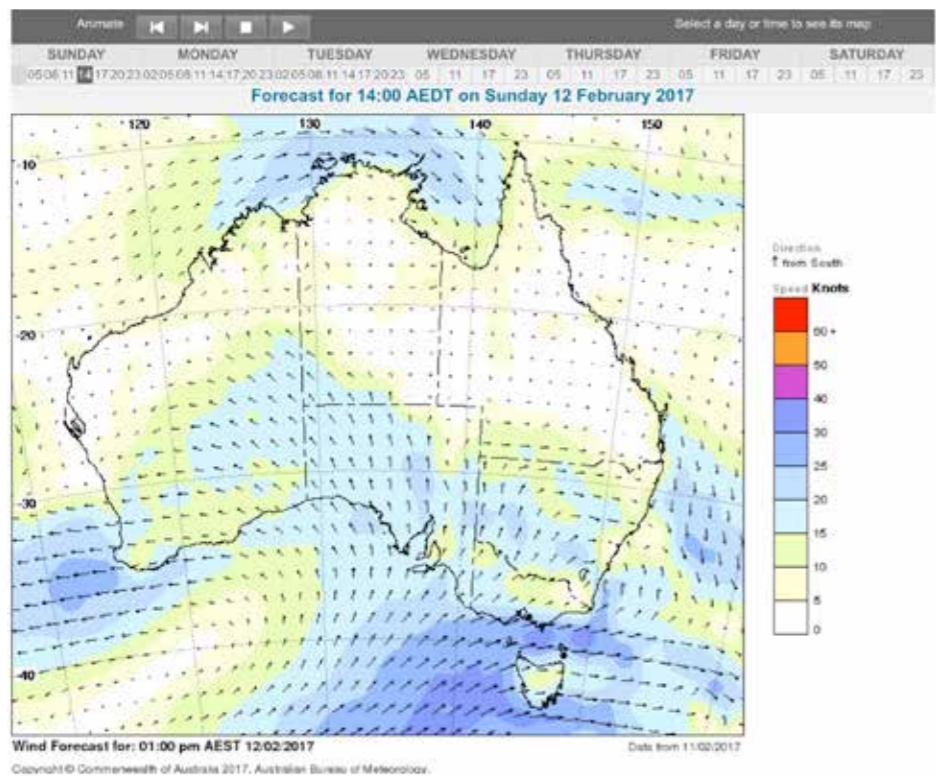 Animate Select a day or time to see its map
SUNDAY MONDAY TUESDAY WEDNESDAY THURSDAY FRIDAY SATURDAY
05 08 11 14 17 20 23 02 05 08 11 14 17 20 23 02 05 08 11 14 17 20 23 05 11 17 23 05 11 17 23 05 11 17 23 05 11 17 23
Forecast for 14:00 AEDT on Sunday 12 February 2017
120 130 140 150
-10
Direction
↑ from South
Speed Knots
-20
60+
50
40
30
25
-30
20
15
10
5
0
-40
Wind Forecast for: 01:00 pm AEST 12/02/2017 Data from 11/02/2017
Copyright © Commonwealth of Australia 2017, Australian Bureau of Meteorology.